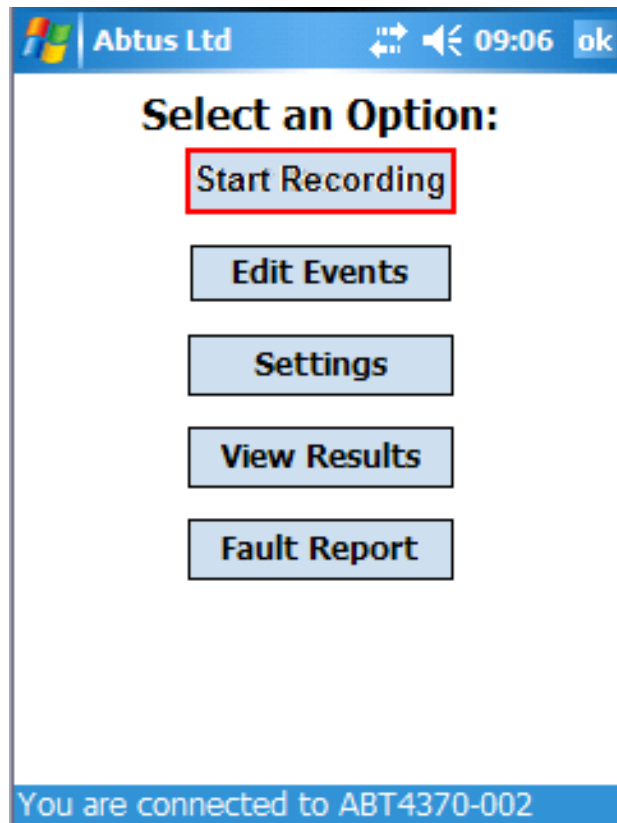 Abtus Ltd 09:06 ok
Select an Option:
Start Recording
Edit Events
Settings
View Results
Fault Report
You are connected to ABT4370-002